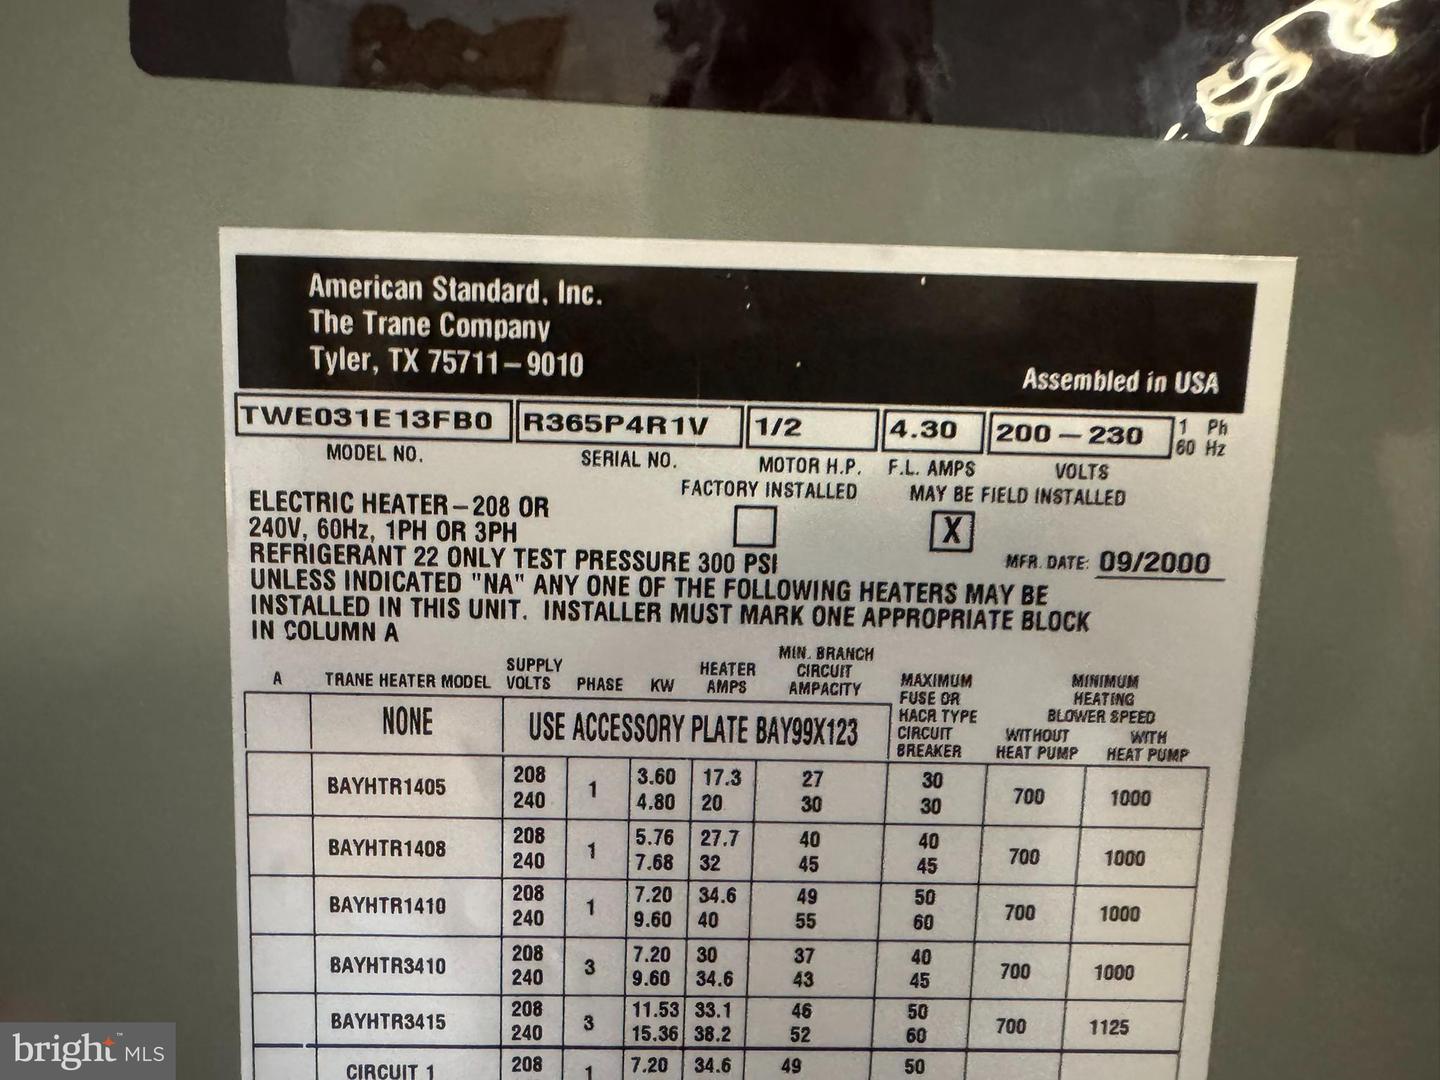 American Standard, Inc.
The Trane Company
Tyler, TX 75711-9010
Assembled in USA
TWE031E13FB0 R365P4R1V 1/2 4.30 200-230 1 Ph
60 Hz
MODEL NO. SERIAL NO. MOTOR H.P. F.L. AMPS VOLTS
FACTORY INSTALLED MAY BE FIELD INSTALLED
ELECTRIC HEATER-208 OR
240V, 60Hz, 1PH OR 3PH
X
REFRIGERANT 22 ONLY TEST PRESSURE 300 PSI
MFR. DATE: 09/2000
UNLESS INDICATED "NA" ANY ONE OF THE FOLLOWING HEATERS MAY BE
INSTALLED IN THIS UNIT. INSTALLER MUST MARK ONE APPROPRIATE BLOCK
IN COLUMN A
A
TRANE HEATER MODEL
SUPPLY
VOLTS
PHASE
KW
HEATER
AMPS
MIN. BRANCH
CIRCUIT
AMPACITY
MAXIMUM
FUSE OR
HACR TYPE
CIRCUIT
BREAKER
MINIMUM
HEATING
BLOWER SPEED
WITHOUT
HEAT PUMP
WITH
HEAT PUMP
NONE USE ACCESSORY PLATE BAY99X123
BAYHTR1405 208 1 3.60 17.3 27 30 700 1000
240 4.80 20 30 30
BAYHTR1408 208 1 5.76 27.7 40 40 700 1000
240 7.68 32 45 45
BAYHTR1410 208 1 7.20 34.6 49 50 700 1000
240 9.60 40 55 60
BAYHTR3410 208 3 7.20 30 37 40 700 1000
240 9.60 34.6 43 45
BAYHTR3415 208 3 11.53 33.1 46 50 700 1125
240 15.36 38.2 52 60
CIRCUIT 1 208 1 7.20 34.6 49 50
bright™ MLS